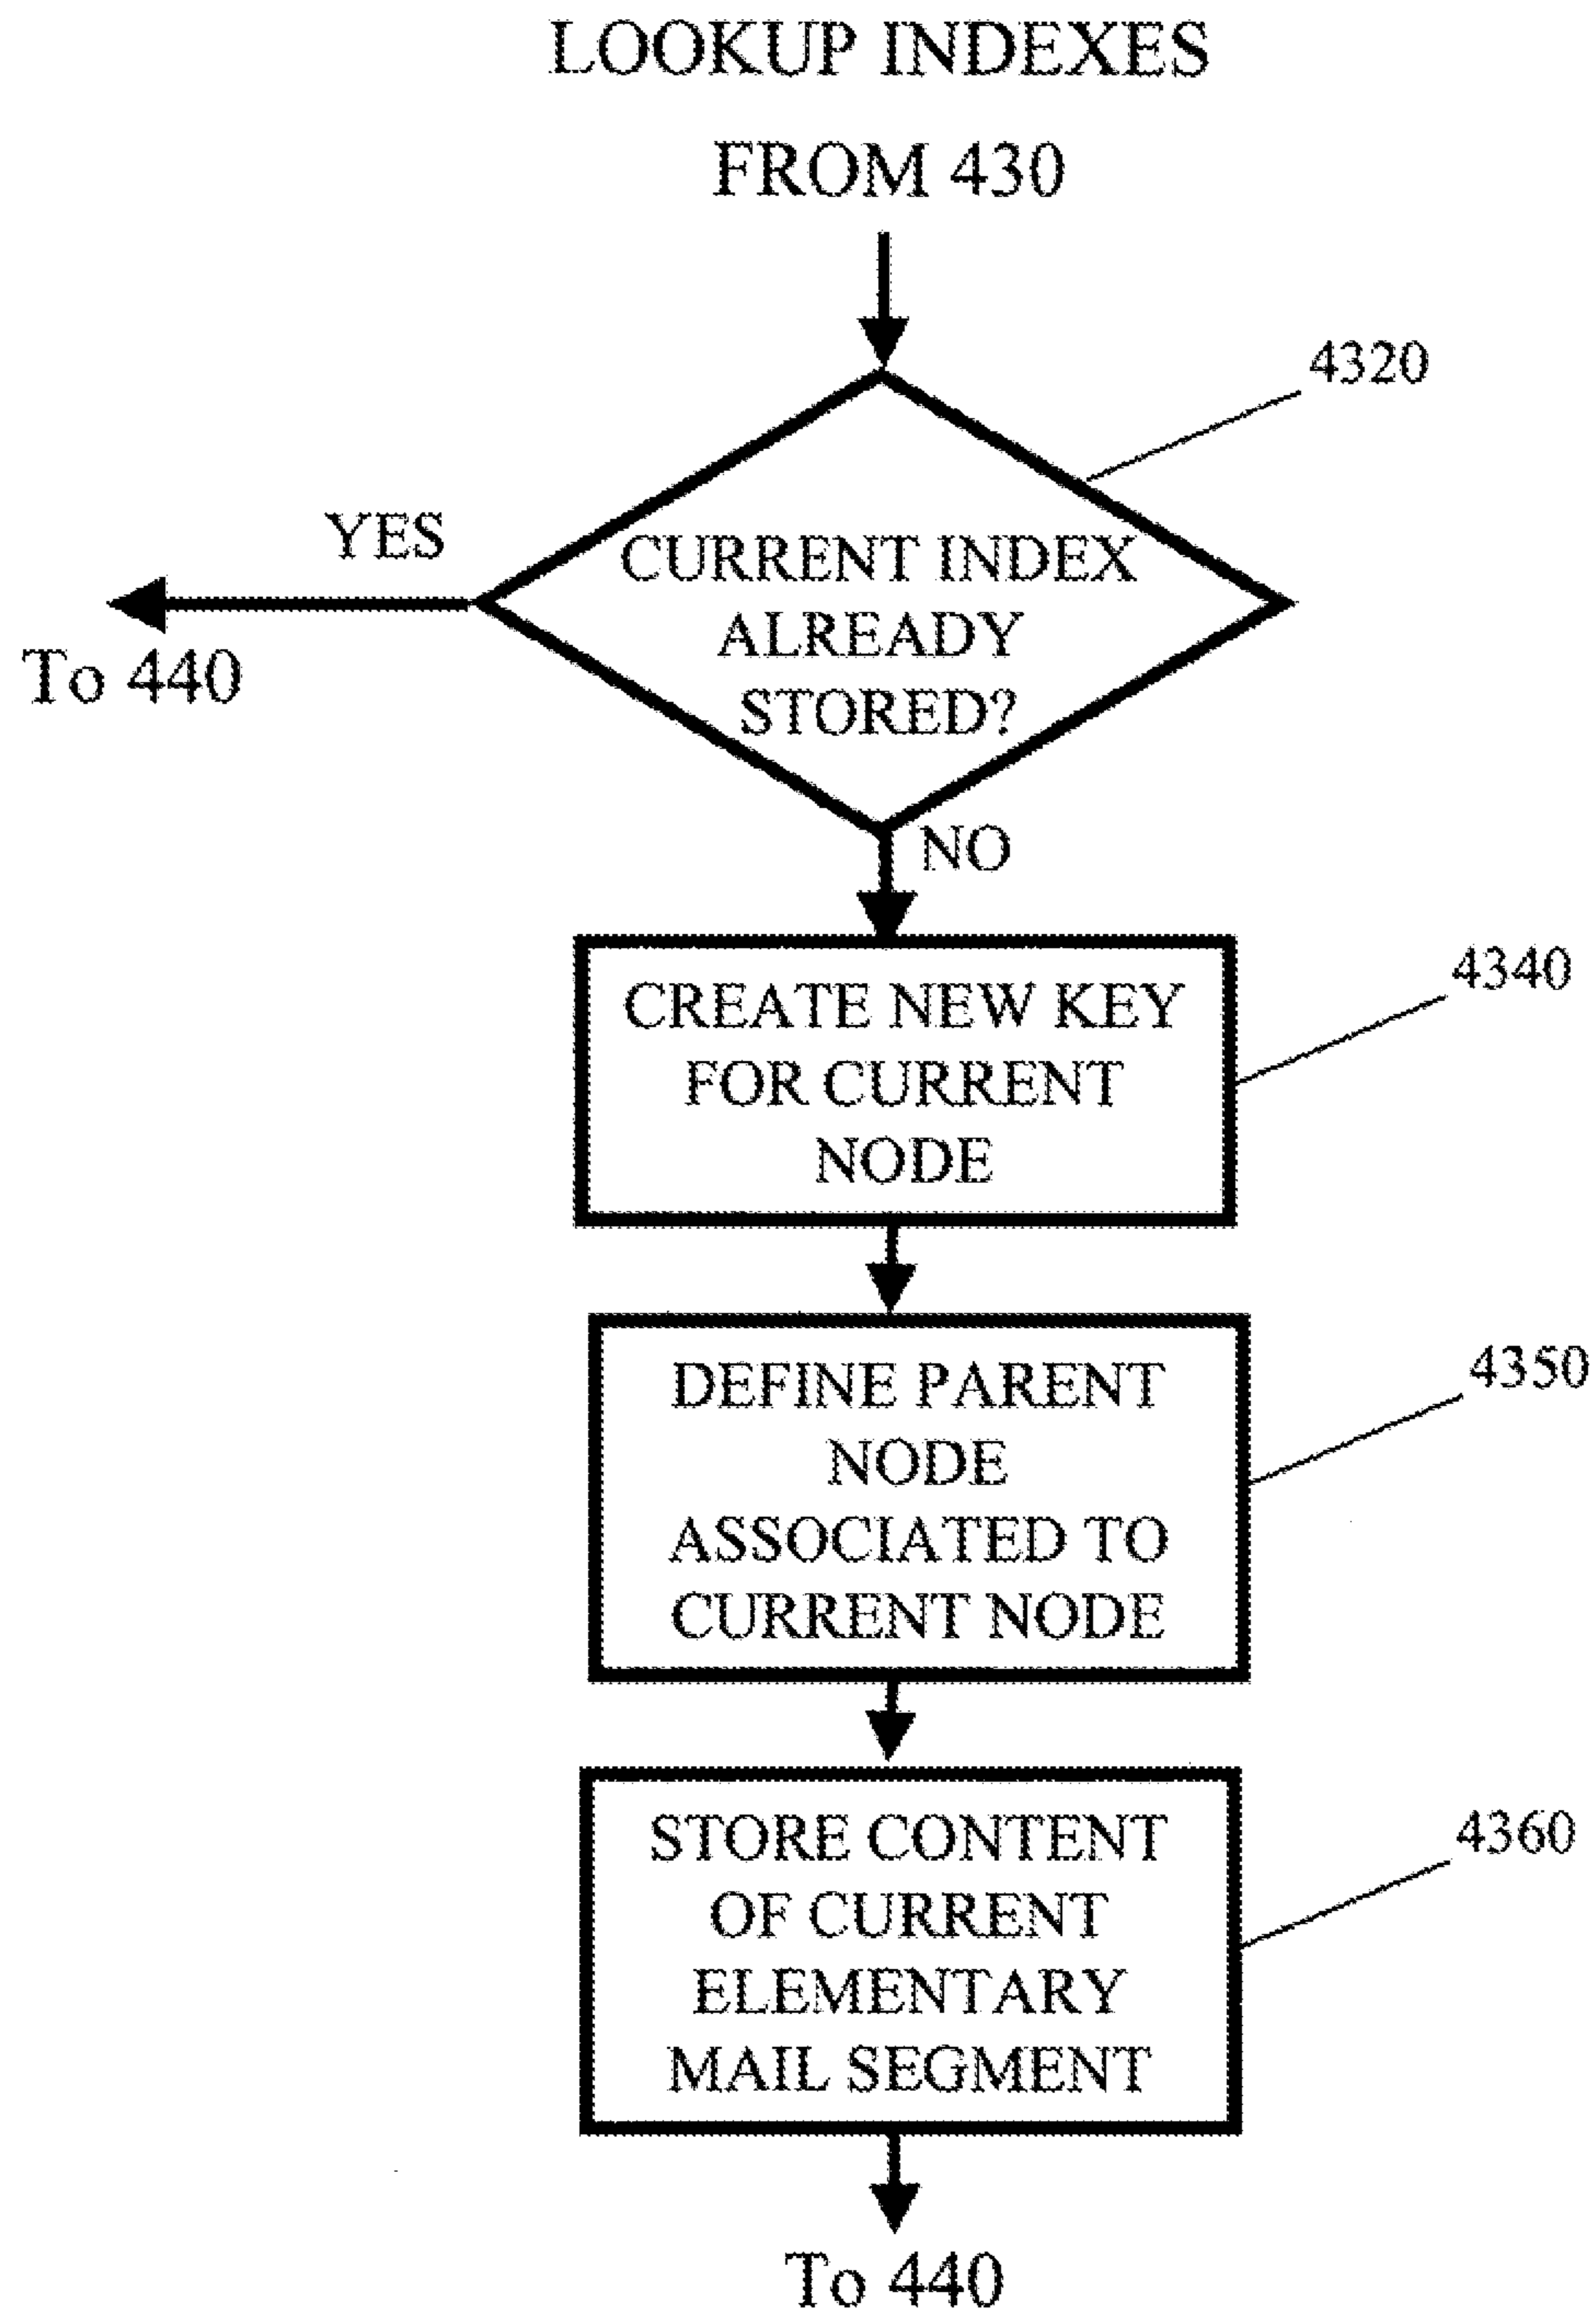 LOOKUP INDEXES
FROM 430
4320
YES
CURRENT INDEX
ALREADY
STORED?
To 440
NO
4340
CREATE NEW KEY
FOR CURRENT
NODE
4350
DEFINE PARENT
NODE
ASSOCIATED TO
CURRENT NODE
4360
STORE CONTENT
OF CURRENT
ELEMENTARY
MAIL SEGMENT
To 440